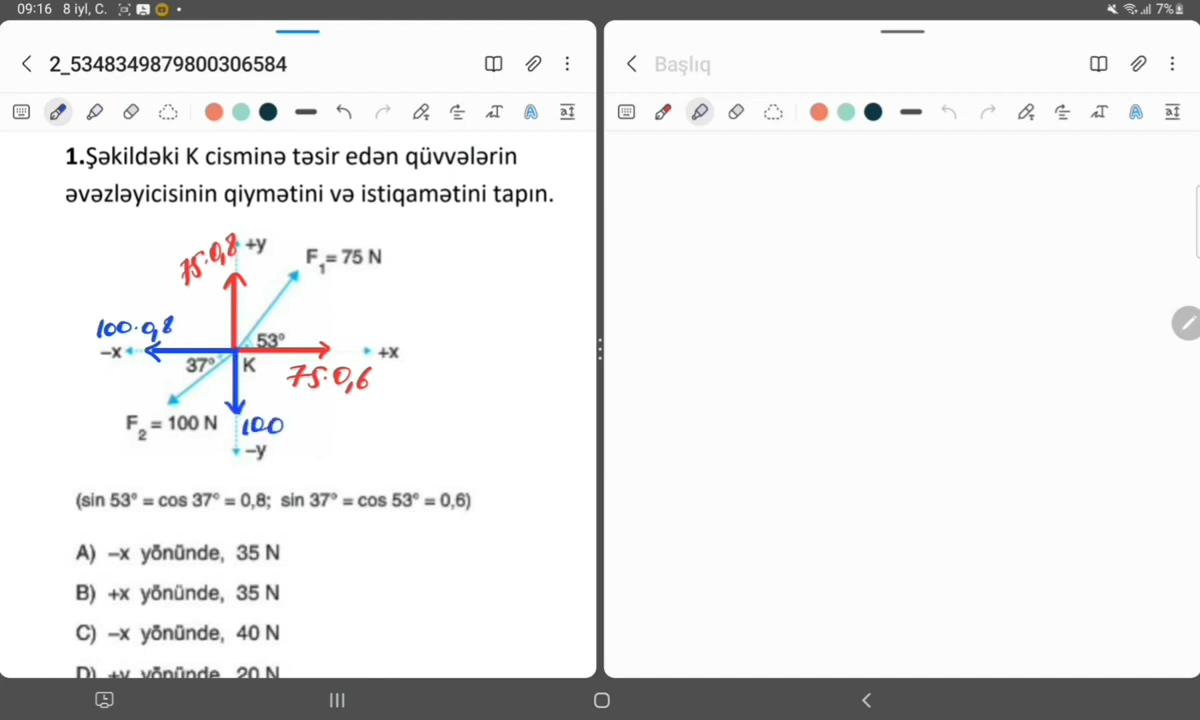 09:16 8 iyl, C.
7%
2_5348349879800306584
Başlıq
1.Şəkildəki K cisminə təsir edən qüvvələrin
əvəzləyicisinin qiymətini və istiqamətini tapın.
75·0,8
+y
F1 = 75 N
100·0,8
53°
–x
+x
37°
K
75·0,6
F2 = 100 N
100
–y
(sin 53° = cos 37° = 0,8; sin 37° = cos 53° = 0,6)
A) –x yönünde, 35 N
B) +x yönünde, 35 N
C) –x yönünde, 40 N
D) +y yönünde 20 N